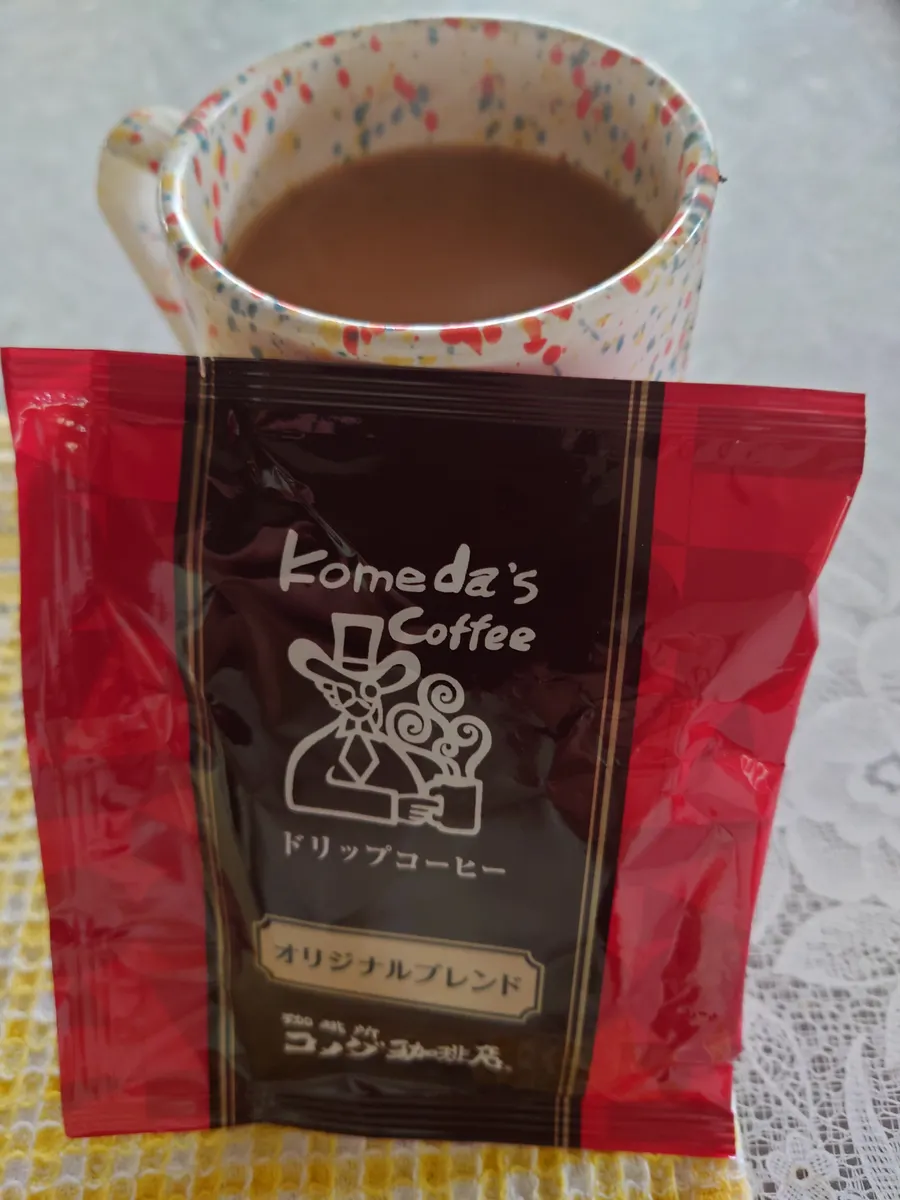 Komeda's
Coffee
ドリップコーヒー
オリジナルブレンド
珈琲所
コメダ珈琲店